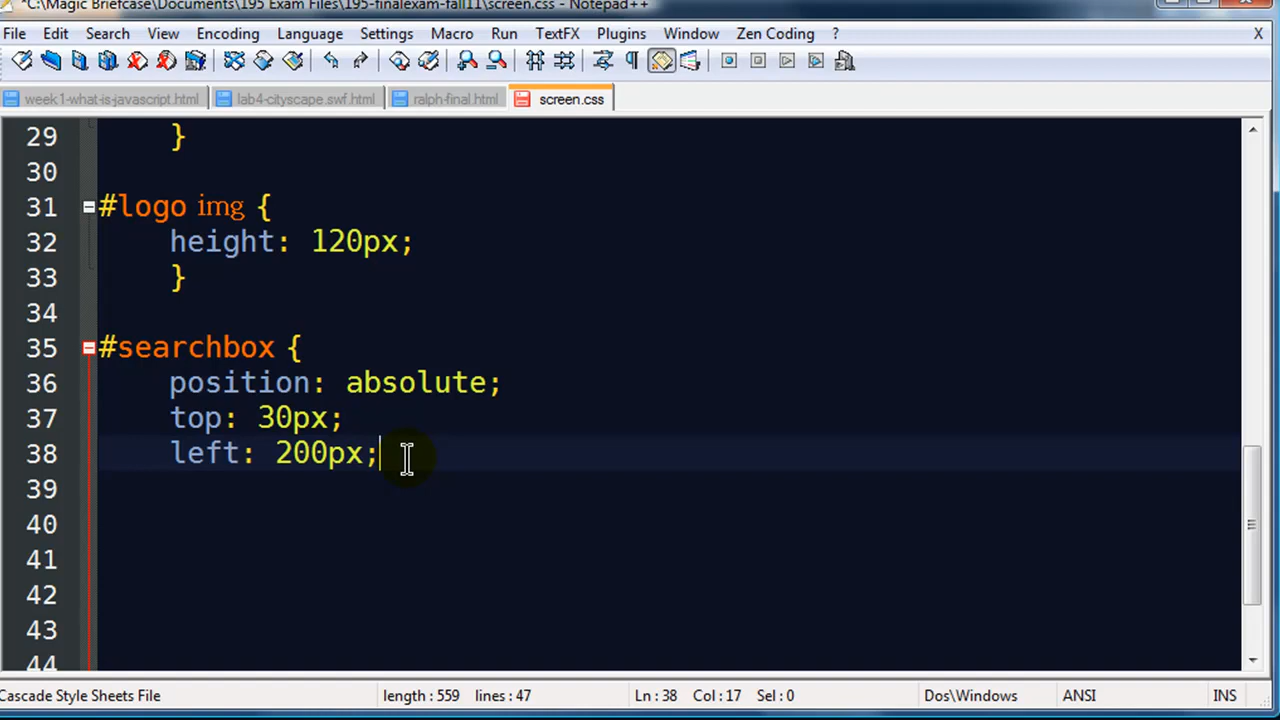 *C:\Magic Briefcase\Documents\195 Exam Files\195-finalexam-fall11\screen.css - Notepad++
File Edit Search View Encoding Language Settings Macro Run TextFX Plugins Window Zen Coding ? X
week1-what-is-javascript.html lab4-cityscape.swf.html ralph-final.html screen.css
29 }
30
31 #logo img {
32 height: 120px;
33 }
34
35 #searchbox {
36 position: absolute;
37 top: 30px;
38 left: 200px;
39
40
41
42
43
44
Cascade Style Sheets File length : 559 lines : 47 Ln : 38 Col : 17 Sel : 0 Dos\Windows ANSI INS